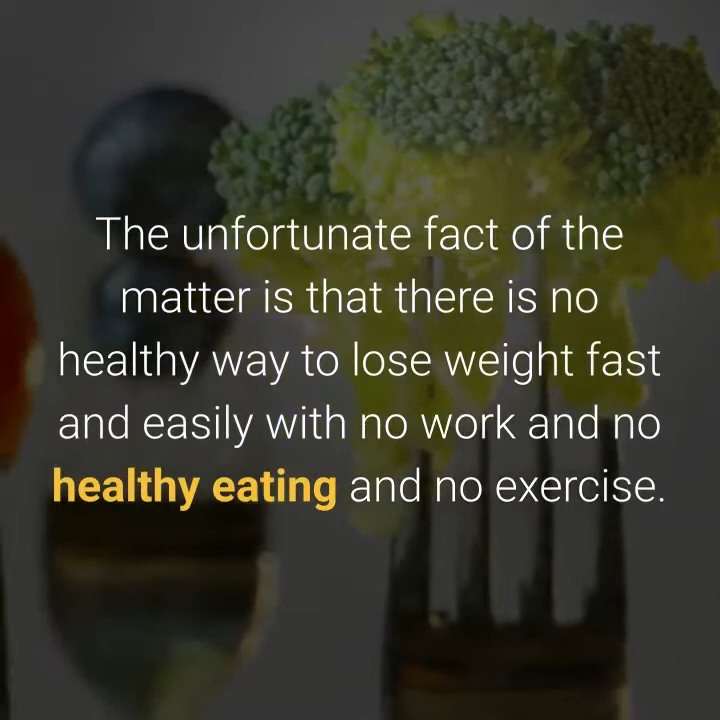 The unfortunate fact of the
matter is that there is no
healthy way to lose weight fast
and easily with no work and no
healthy eating and no exercise.